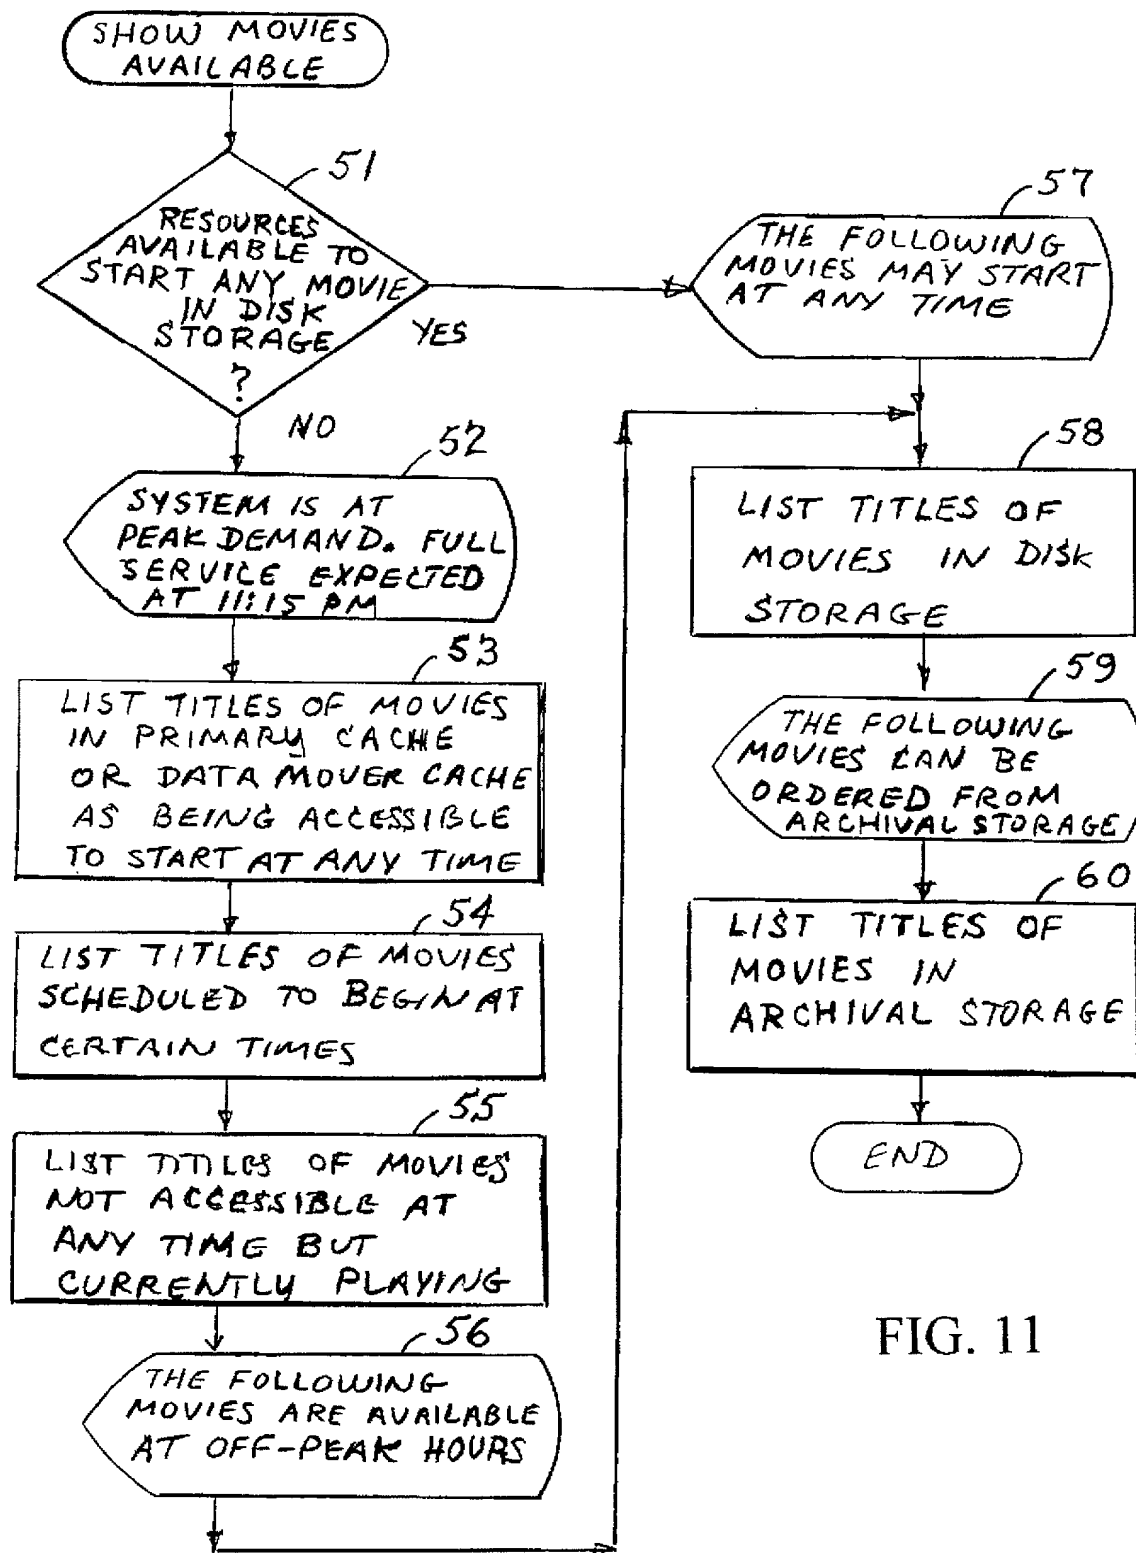 SHOW MOVIES
AVAILABLE
51
RESOURCES
AVAILABLE TO
START ANY MOVIE
IN DISK
STORAGE
?
YES
NO
52
SYSTEM IS AT
PEAK DEMAND. FULL
SERVICE EXPECTED
AT 11:15 PM
53
LIST TITLES OF MOVIES
IN PRIMARY CACHE
OR DATA MOVER CACHE
AS BEING ACCESSIBLE
TO START AT ANY TIME
54
LIST TITLES OF MOVIES
SCHEDULED TO BEGIN AT
CERTAIN TIMES
55
LIST TITLES OF MOVIES
NOT ACCESSIBLE AT
ANY TIME BUT
CURRENTLY PLAYING
56
THE FOLLOWING
MOVIES ARE AVAILABLE
AT OFF-PEAK HOURS
57
THE FOLLOWING
MOVIES MAY START
AT ANY TIME
58
LIST TITLES OF
MOVIES IN DISK
STORAGE
59
THE FOLLOWING
MOVIES CAN BE
ORDERED FROM
ARCHIVAL STORAGE
60
LIST TITLES OF
MOVIES IN
ARCHIVAL STORAGE
END
FIG. 11